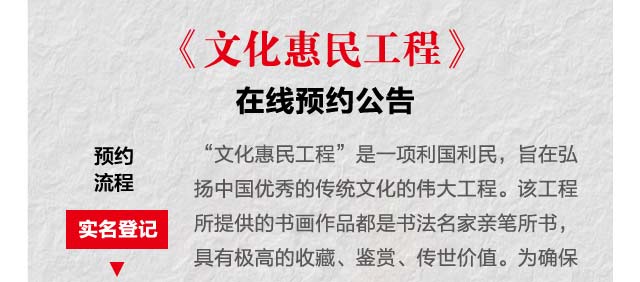 《文化惠民工程》
在线预约公告
预约
流程
实名登记
“文化惠民工程”是一项利国利民，旨在弘
扬中国优秀的传统文化的伟大工程。该工程
所提供的书画作品都是书法名家亲笔所书，
具有极高的收藏、鉴赏、传世价值。为确保